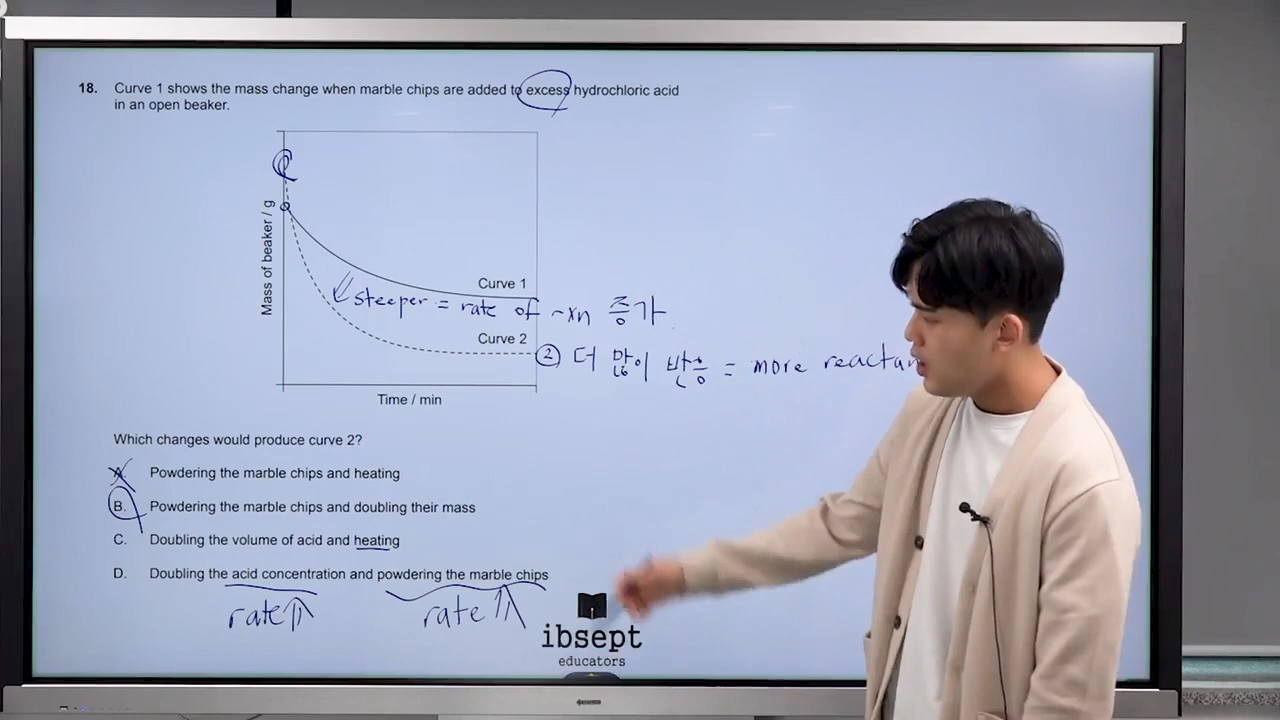 18. Curve 1 shows the mass change when marble chips are added to excess hydrochloric acid
in an open beaker.
Mass of beaker / g
Curve 1
steeper = rate of rxn 증가
Curve 2
② 더 많이 반응 = more reactan
Time / min
Which changes would produce curve 2?
A. Powdering the marble chips and heating
B. Powdering the marble chips and doubling their mass
C. Doubling the volume of acid and heating
D. Doubling the acid concentration and powdering the marble chips
rate⇑ rate⇑
ibsept
educators